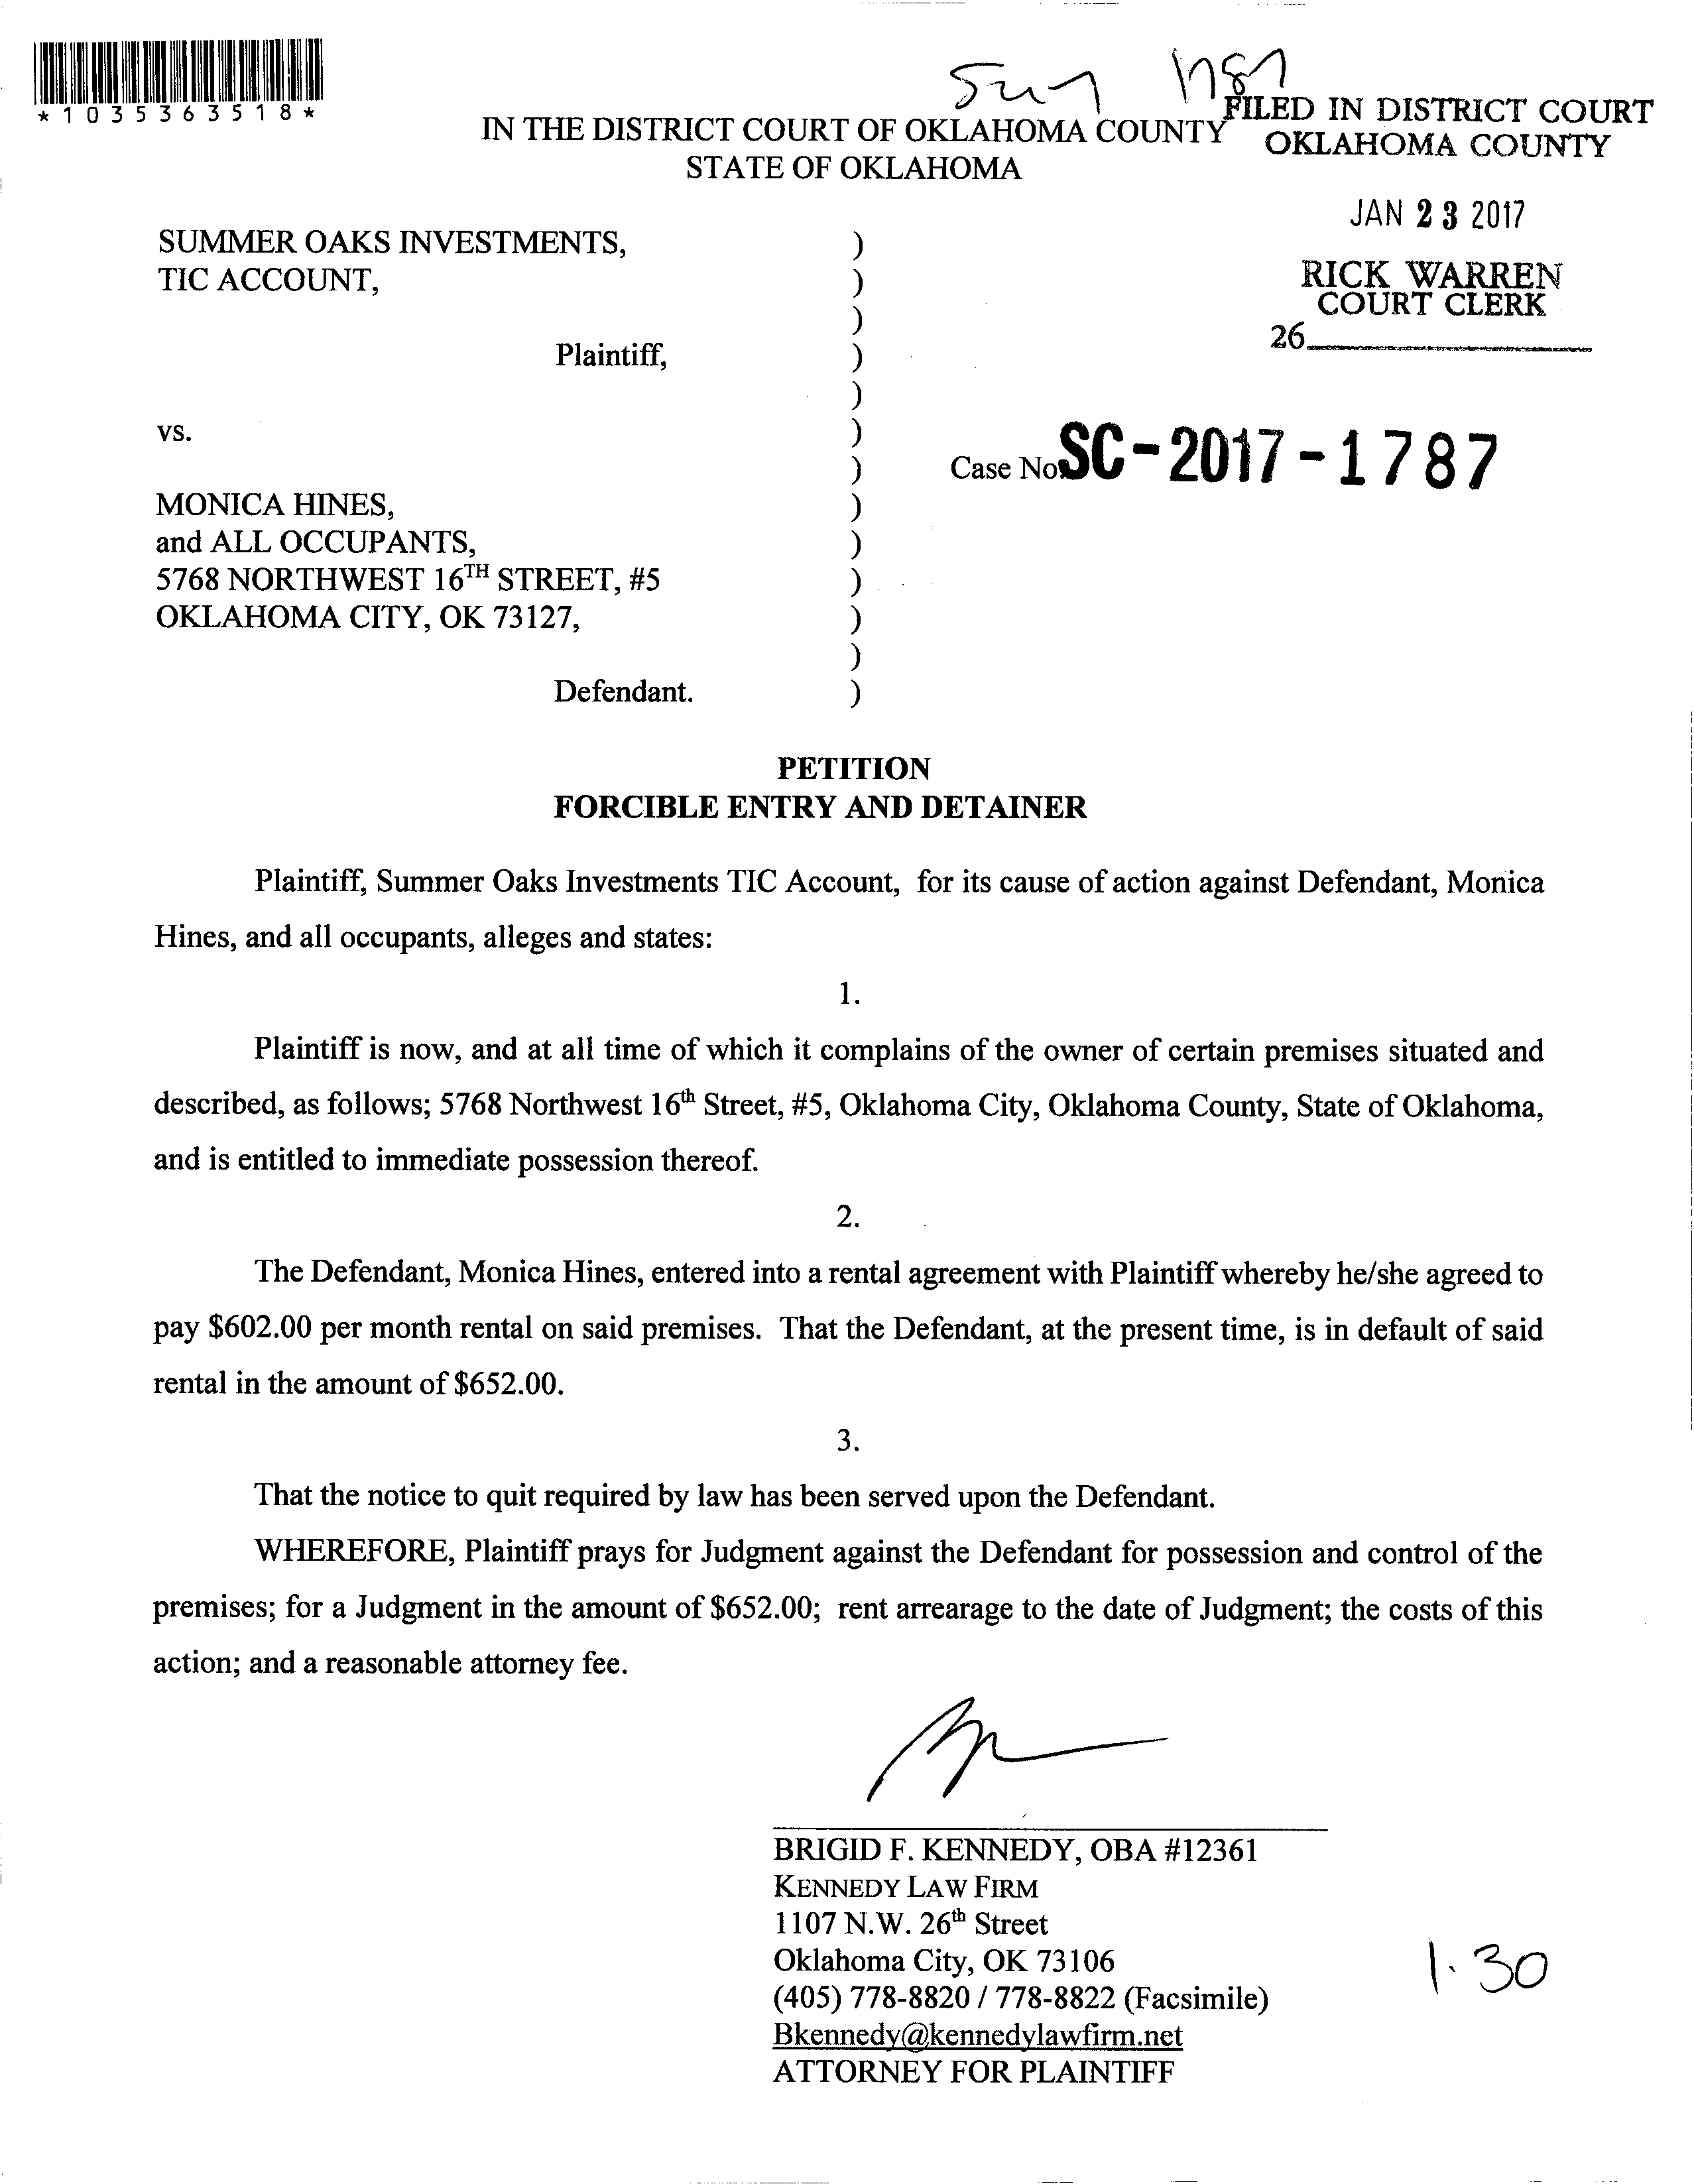 *1035363518*
1787
FILED IN DISTRICT COURT
OKLAHOMA COUNTY
IN THE DISTRICT COURT OF OKLAHOMA COUNTY
STATE OF OKLAHOMA
JAN 23 2017
RICK WARREN
COURT CLERK
26
SUMMER OAKS INVESTMENTS, )
TIC ACCOUNT, )
)
Plaintiff, )
)
vs. )
)
Case No SC-2017-1787
MONICA HINES, )
and ALL OCCUPANTS, )
5768 NORTHWEST 16TH STREET, #5 )
OKLAHOMA CITY, OK 73127, )
)
Defendant. )
PETITION
FORCIBLE ENTRY AND DETAINER
Plaintiff, Summer Oaks Investments TIC Account, for its cause of action against Defendant, Monica
Hines, and all occupants, alleges and states:
1.
Plaintiff is now, and at all time of which it complains of the owner of certain premises situated and
described, as follows; 5768 Northwest 16th Street, #5, Oklahoma City, Oklahoma County, State of Oklahoma,
and is entitled to immediate possession thereof.
2.
The Defendant, Monica Hines, entered into a rental agreement with Plaintiff whereby he/she agreed to
pay $602.00 per month rental on said premises. That the Defendant, at the present time, is in default of said
rental in the amount of $652.00.
3.
That the notice to quit required by law has been served upon the Defendant.
WHEREFORE, Plaintiff prays for Judgment against the Defendant for possession and control of the
premises; for a Judgment in the amount of $652.00; rent arrearage to the date of Judgment; the costs of this
action; and a reasonable attorney fee.
BRIGID F. KENNEDY, OBA #12361
KENNEDY LAW FIRM
1107 N.W. 26th Street
Oklahoma City, OK 73106
(405) 778-8820 / 778-8822 (Facsimile)
Bkennedy@kennedylawfirm.net
ATTORNEY FOR PLAINTIFF
1.30